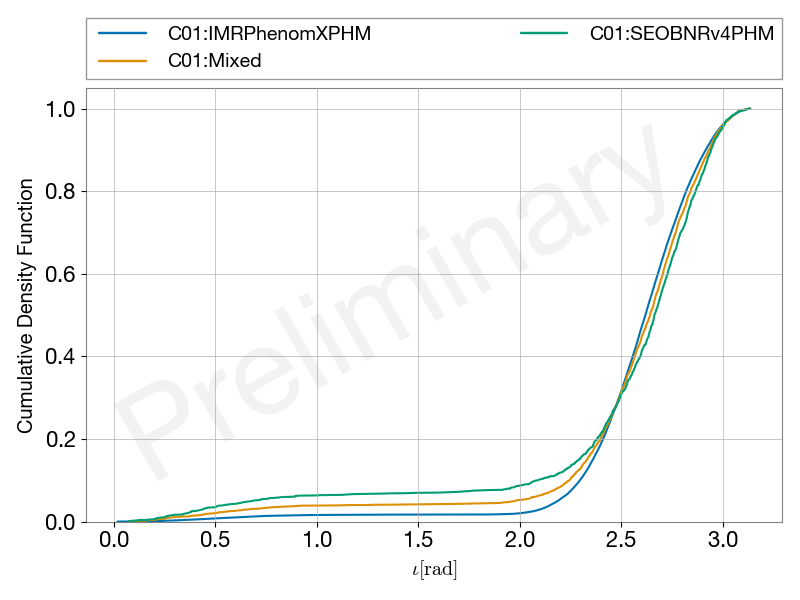 C01:IMRPhenomXPHM
C01:SEOBNRv4PHM
C01:Mixed
Cumulative Density Function
1.0
0.8
0.6
0.4
0.2
0.0
Preliminary
0.0 0.5 1.0 1.5 2.0 2.5 3.0
ι[rad]